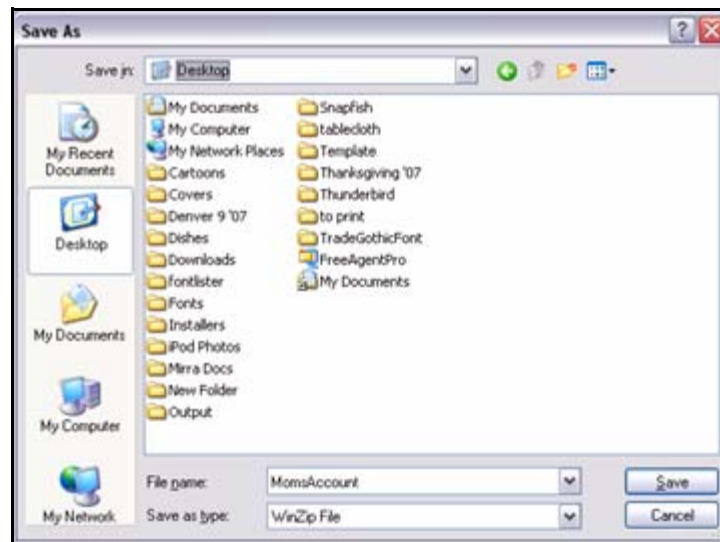 Save As
Save in: Desktop
My Recent
Documents
Desktop
My Documents
My Computer
My Network
My Documents
My Computer
My Network Places
Cartoons
Covers
Denver 9 '07
Dishes
Downloads
fontlister
Fonts
Installers
iPod Photos
Mirra Docs
New Folder
Output
Snapfish
tablecloth
Template
Thanksgiving '07
Thunderbird
to print
TradeGothicFont
FreeAgentPro
My Documents
File name: MomsAccount Save
Save as type: WinZip File Cancel